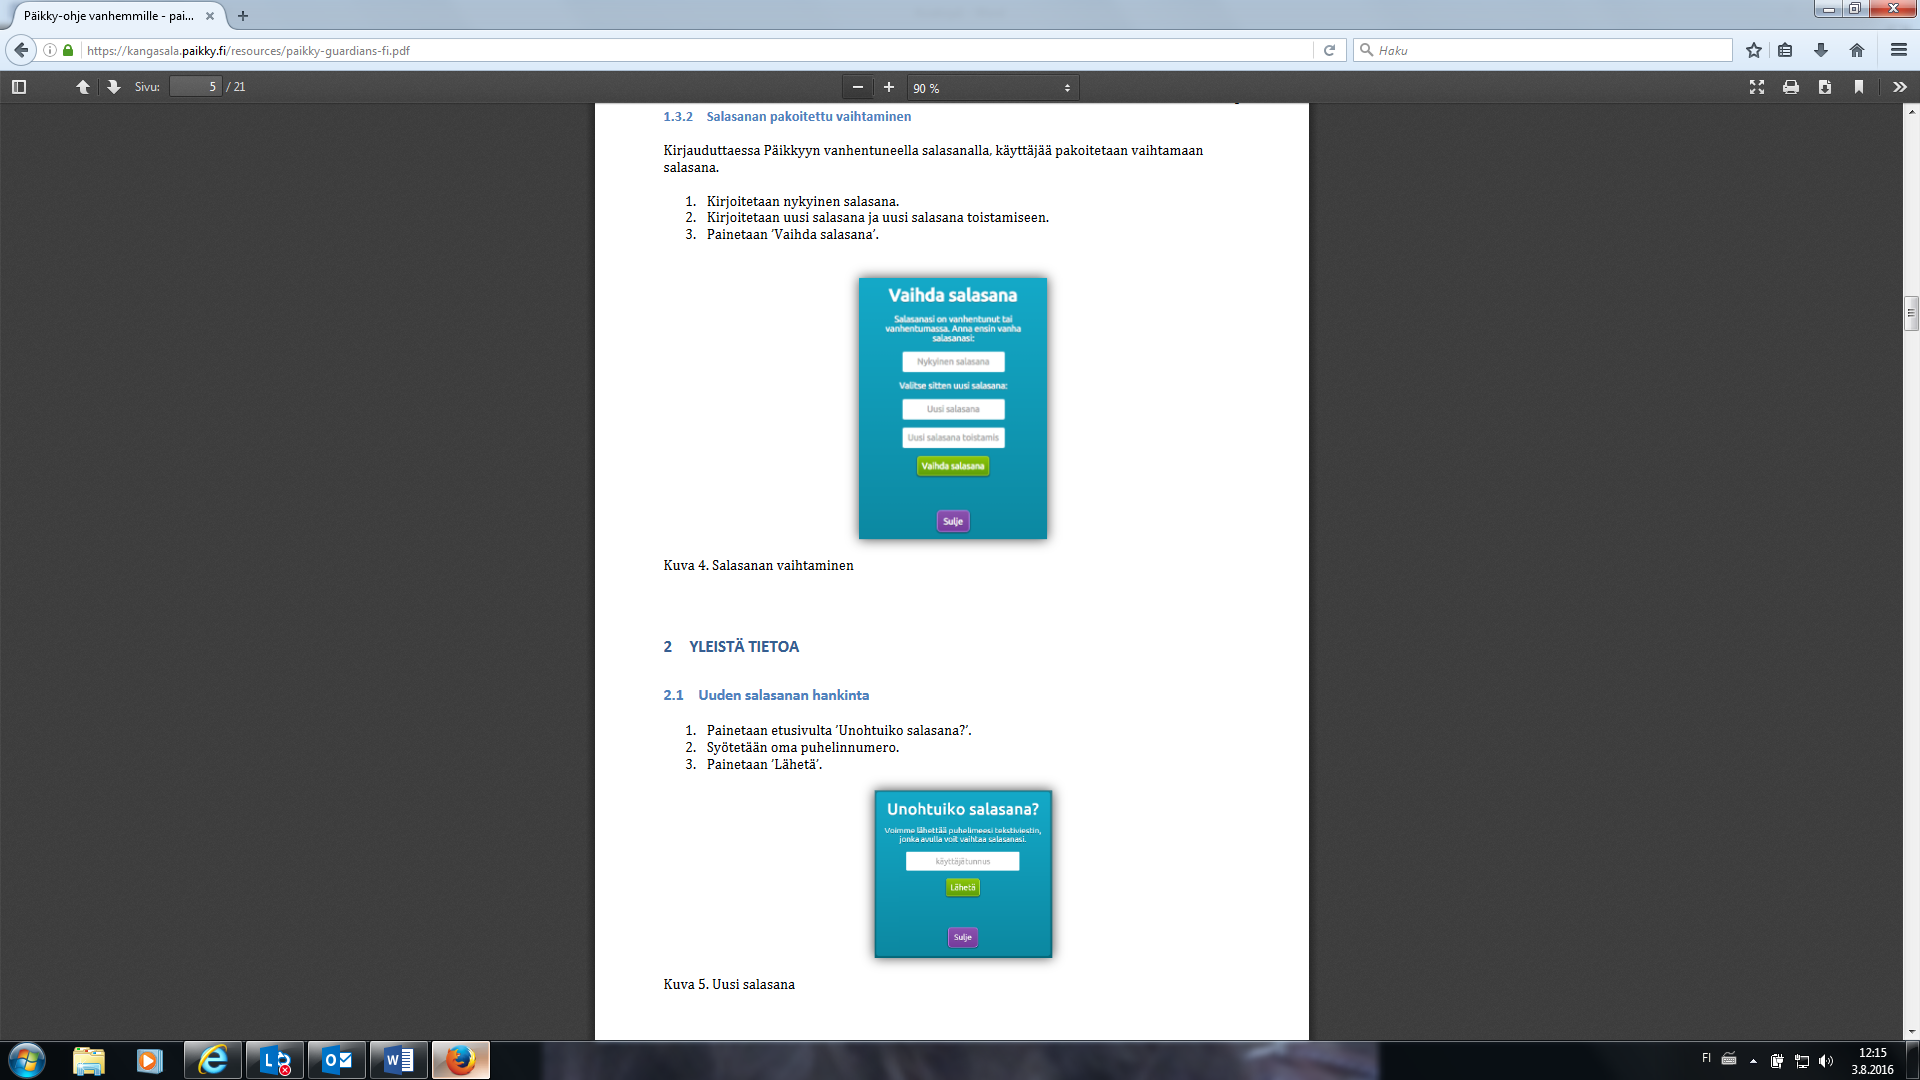 Päikky-ohje vanhemmille - pai...
https://kangasala.paikky.fi/resources/paikky-guardians-fi.pdf
Haku
Sivu: 5 / 21
90 %
1.3.2 Salasanan pakoitettu vaihtaminen
Kirjauduttaessa Päikkyyn vanhentuneella salasanalla, käyttäjää pakoitetaan vaihtamaan
salasana.
1. Kirjoitetaan nykyinen salasana.
2. Kirjoitetaan uusi salasana ja uusi salasana toistamiseen.
3. Painetaan ’Vaihda salasana’.
Vaihda salasana
Salasanasi on vanhentunut tai
vanhentumassa. Anna ensin vanha
salasanasi:
Nykyinen salasana
Valitse sitten uusi salasana:
Uusi salasana
Uusi salasana toistamis
Vaihda salasana
Sulje
Kuva 4. Salasanan vaihtaminen
2 YLEISTÄ TIETOA
2.1 Uuden salasanan hankinta
1. Painetaan etusivulta ’Unohtuiko salasana?’.
2. Syötetään oma puhelinnumero.
3. Painetaan ’Lähetä’.
Unohtuiko salasana?
Voimme lähettää puhelimeesi tekstiviestin,
jonka avulla voit vaihtaa salasanasi.
käyttäjätunnus
Lähetä
Sulje
Kuva 5. Uusi salasana
FI
12:15
3.8.2016